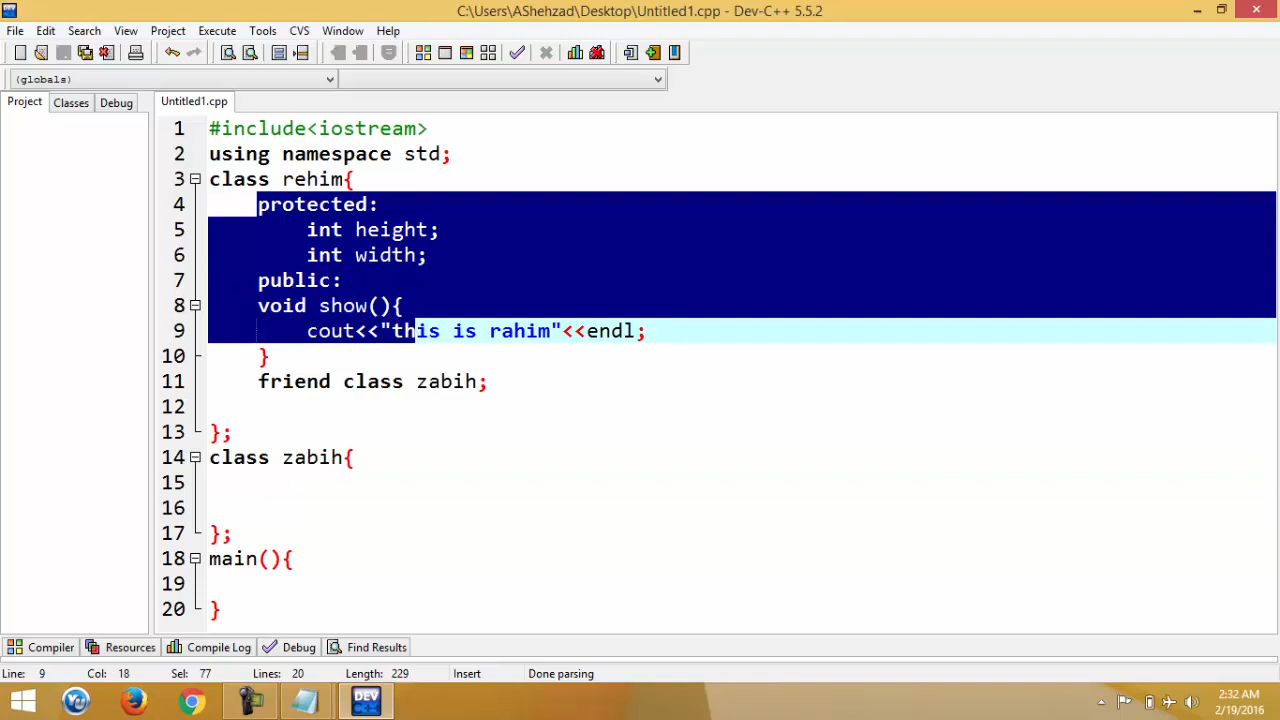 C:\Users\AShehzad\Desktop\Untitled1.cpp - Dev-C++ 5.5.2
File Edit Search View Project Execute Tools CVS Window Help
(globals)
Project Classes Debug Untitled1.cpp
1 #include<iostream>
2 using namespace std;
3 class rehim{
4 protected:
5 int height;
6 int width;
7 public:
8 void show(){
9 cout<<"this is rahim"<<endl;
10 }
11 friend class zabih;
12
13 };
14 class zabih{
15
16
17 };
18 main(){
19
20 }
Compiler Resources Compile Log Debug Find Results
Line: 9 Col: 18 Sel: 77 Lines: 20 Length: 229 Insert Done parsing
DEV
2:32 AM
2/19/2016